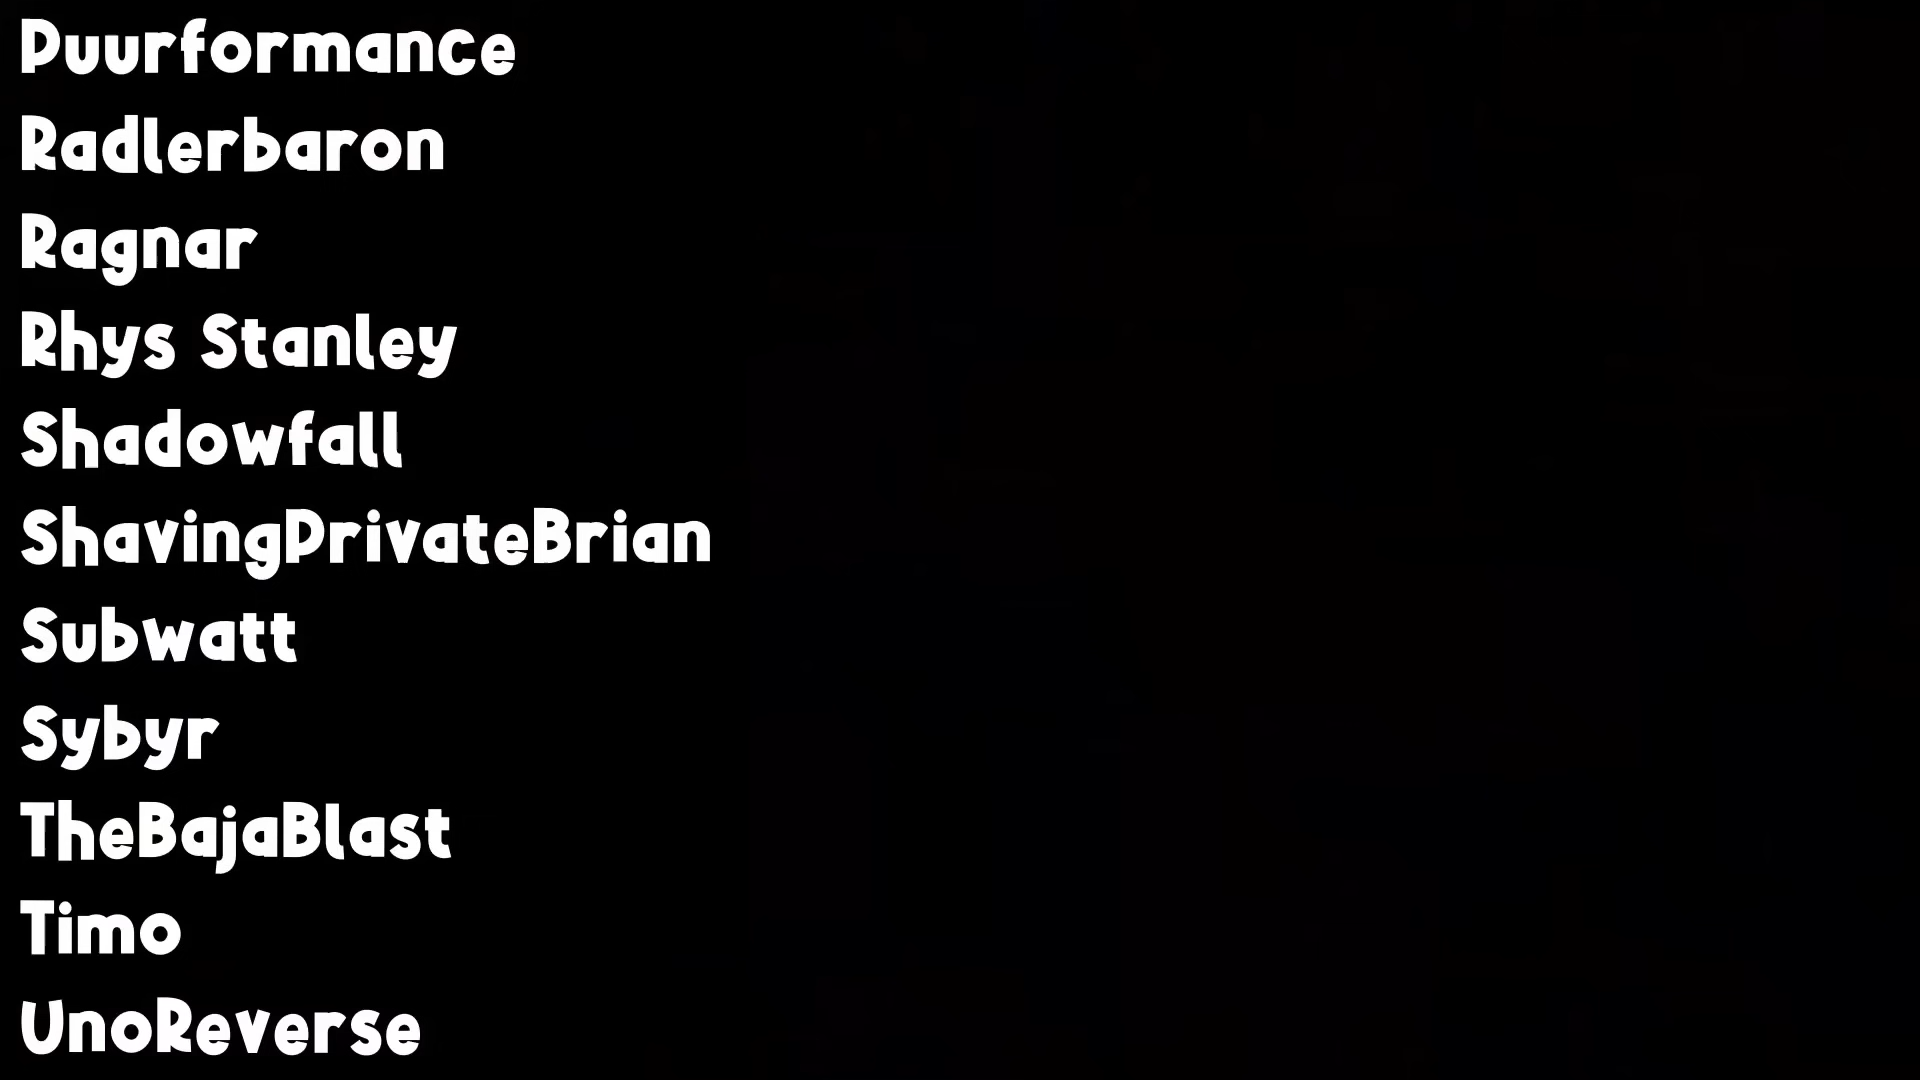 Puurformance
Radlerbaron
Ragnar
Rhys Stanley
Shadowfall
ShavingPrivateBrian
Subwatt
Sybyr
TheBajaBlast
Timo
UnoReverse